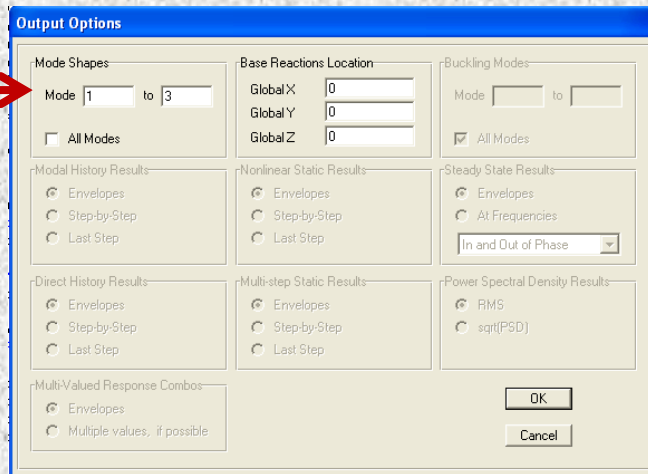 Output Options
Mode Shapes
Mode 1 to 3
All Modes
Base Reactions Location
Global X 0
Global Y 0
Global Z 0
Buckling Modes
Mode to
All Modes
Modal History Results
Envelopes
Step-by-Step
Last Step
Nonlinear Static Results
Envelopes
Step-by-Step
Last Step
Steady State Results
Envelopes
At Frequencies
In and Out of Phase
Direct History Results
Envelopes
Step-by-Step
Last Step
Multi-step Static Results
Envelopes
Step-by-Step
Last Step
Power Spectral Density Results
RMS
sqrt(PSD)
Multi-Valued Response Combos
Envelopes
Multiple values, if possible
OK
Cancel